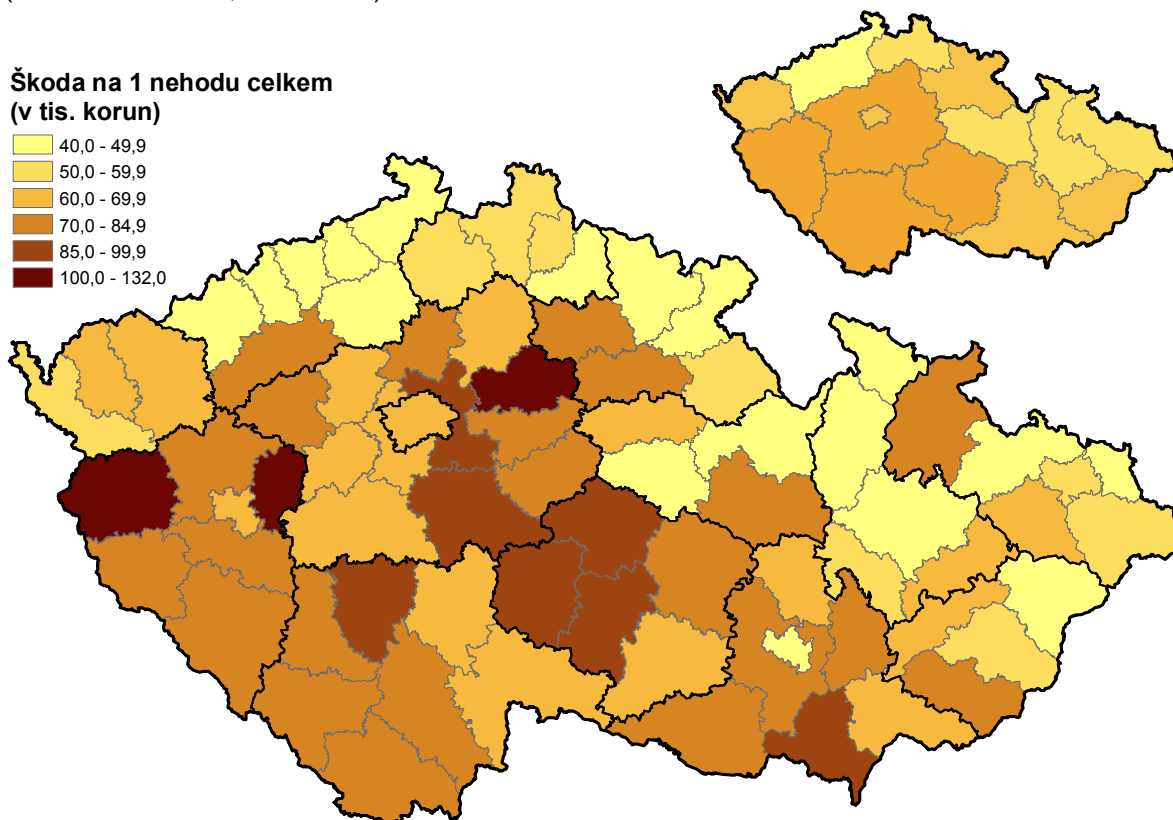 Škoda na 1 nehodu celkem
(v tis. korun)
40,0 - 49,9
50,0 - 59,9
60,0 - 69,9
70,0 - 84,9
85,0 - 99,9
100,0 - 132,0